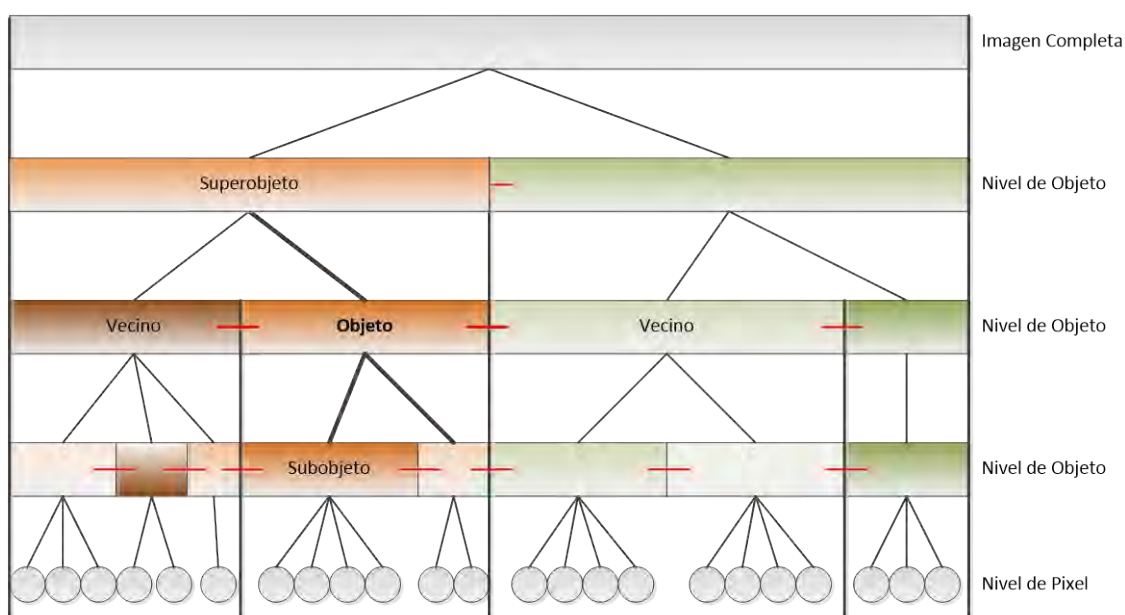 Imagen Completa
Superobjeto
Nivel de Objeto
Vecino
Objeto
Vecino
Nivel de Objeto
Subobjeto
Nivel de Objeto
Nivel de Pixel